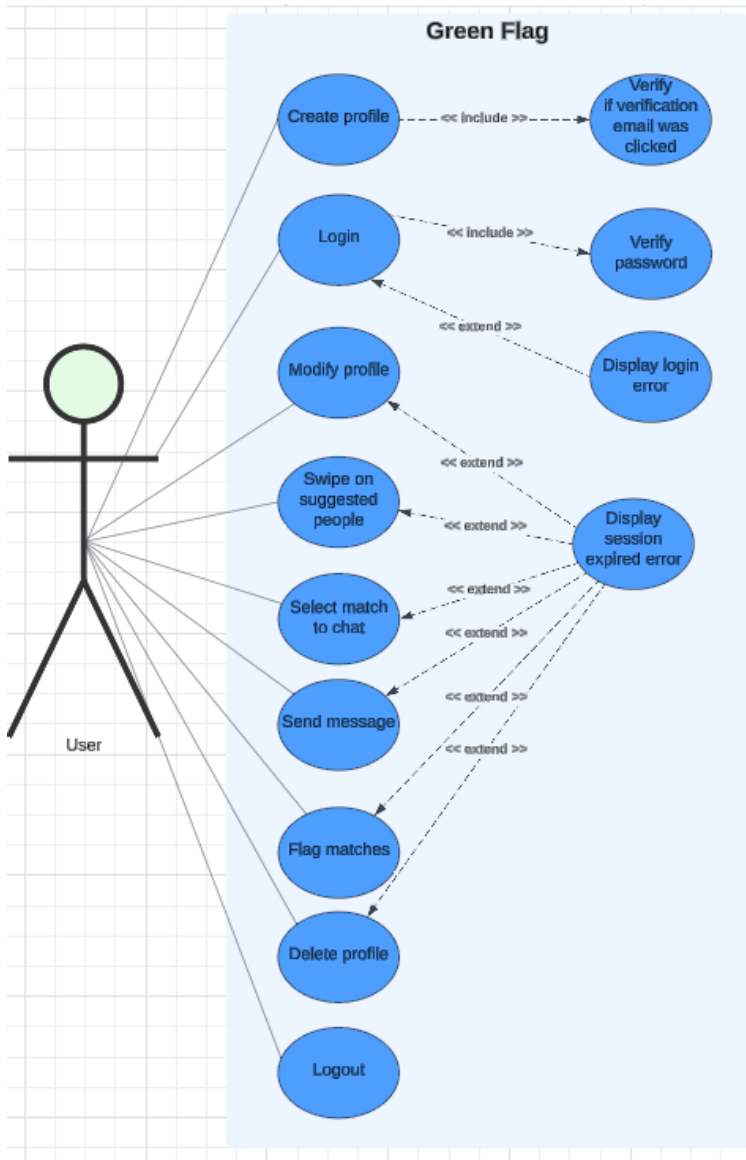 Green Flag
Create profile
<< include >>
Verify
if verification
email was
clicked
Login
<< include >>
Verify
password
<< extend >>
Display login
error
Modify profile
<< extend >>
Swipe on
suggested
people
<< extend >>
Display
session
expired error
Select match
to chat
<< extend >>
<< extend >>
Send message
<< extend >>
User
<< extend >>
Flag matches
Delete profile
Logout